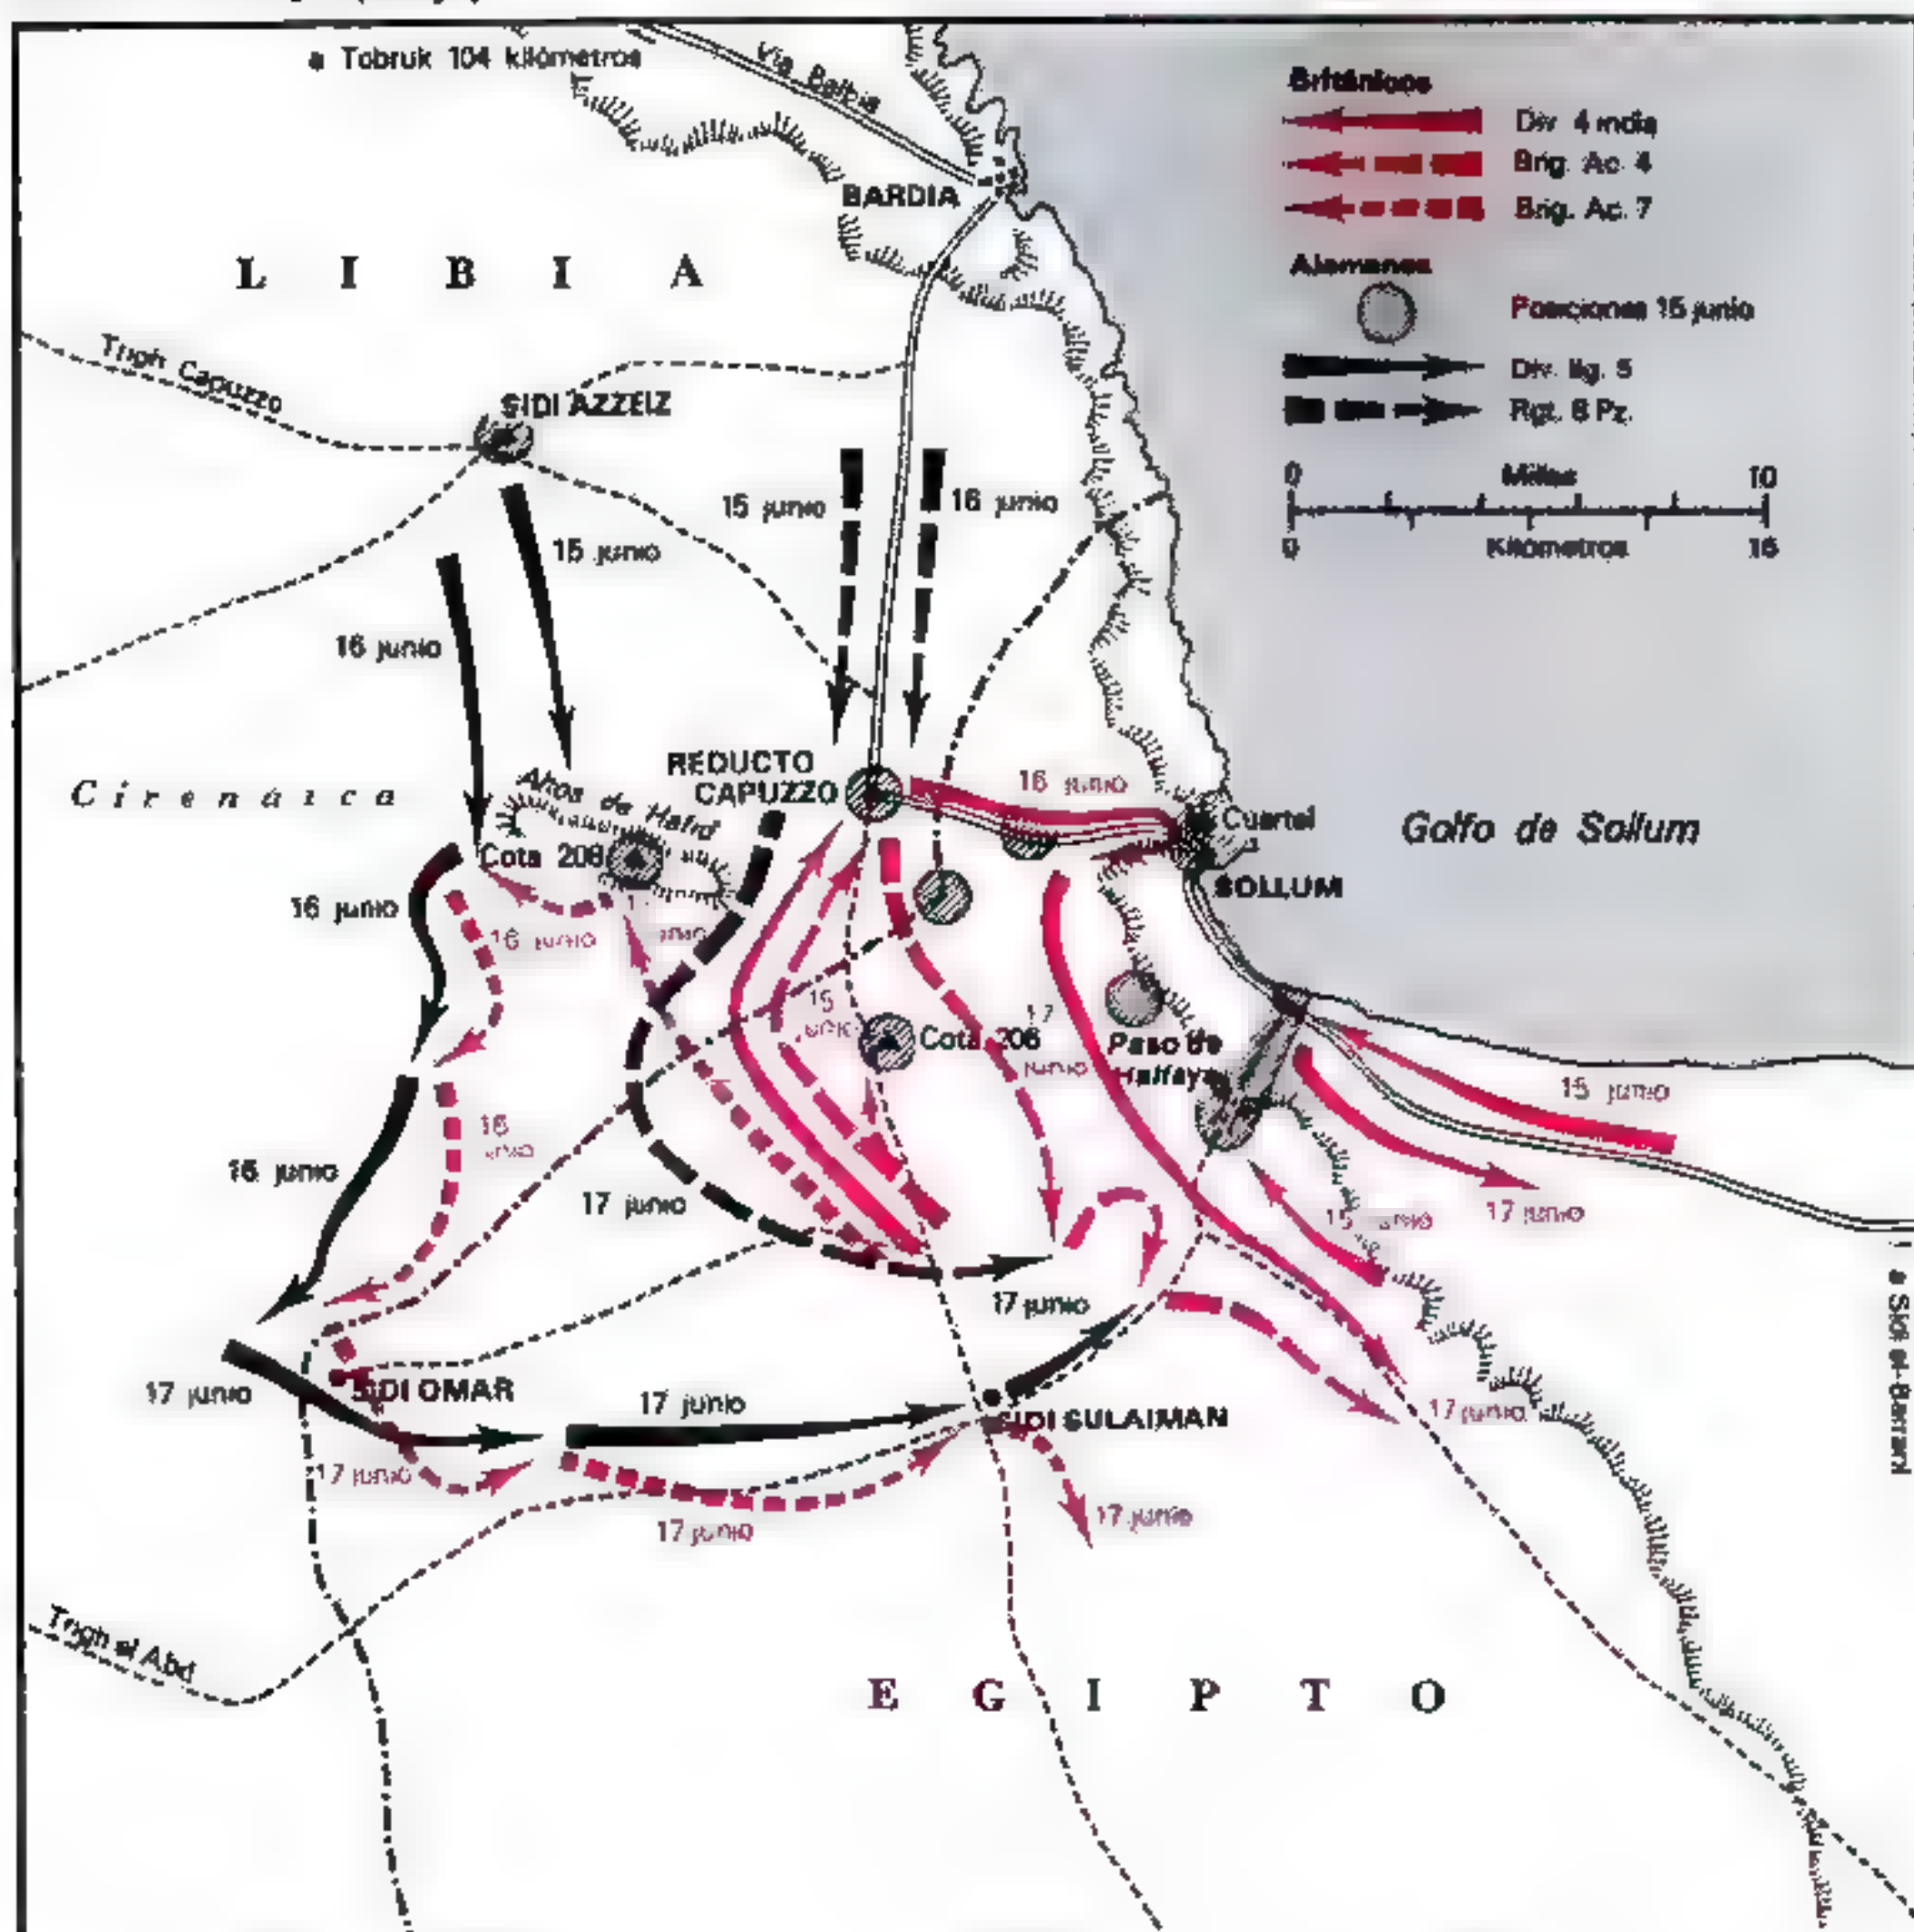 a Tobruk 104 kilómetros
Via Balbia
BARDIA
L I B I A
Trigh Capuzzo
SIDI AZZEIZ
15 junio
16 junio
15 junio
16 junio
Cirenáica
REDUCTO
CAPUZZO
Altos de Hafid
Cota 208
16 junio
Cuartel
SOLLUM
Golfo de Sollum
16 junio
16 junio
junio
15
junio
Cota 206
17
junio
Paso de
Halfaya
15 junio
17 junio
15 junio
16 junio
16
junio
17 junio
17 junio
17 junio
SIDI OMAR
17 junio
17 junio
17 junio
SIDI SULAIMAN
17 junio
17 junio
17 junio
a Sidi el-Barrani
Trigh el Abd
E G I P T O
Británicos
Div. 4 india
Brig. Ac. 4
Brig. Ac. 7
Alemanes
Posiciones 15 junio
Div. lig. 5
Rgt. 8 Pz.
0 Millas 10
0 Kilómetros 16